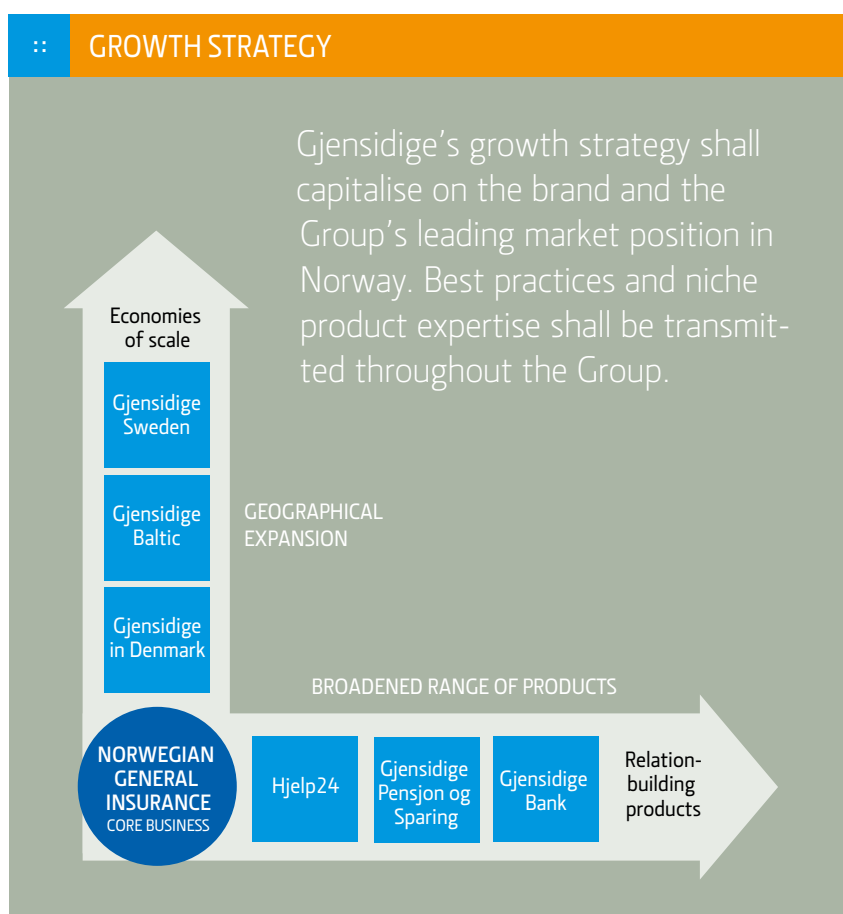 ::
GROWTH STRATEGY
Gjensidige’s growth strategy shall
capitalise on the brand and the
Group’s leading market position in
Norway. Best practices and niche
product expertise shall be transmit-
ted throughout the Group.
Economies
of scale
Gjensidige
Sweden
Gjensidige
Baltic
GEOGRAPHICAL
EXPANSION
Gjensidige
in Denmark
BROADENED RANGE OF PRODUCTS
NORWEGIAN
GENERAL
INSURANCE
CORE BUSINESS
Hjelp24
Gjensidige
Pensjon og
Sparing
Gjensidige
Bank
Relation-
building
products